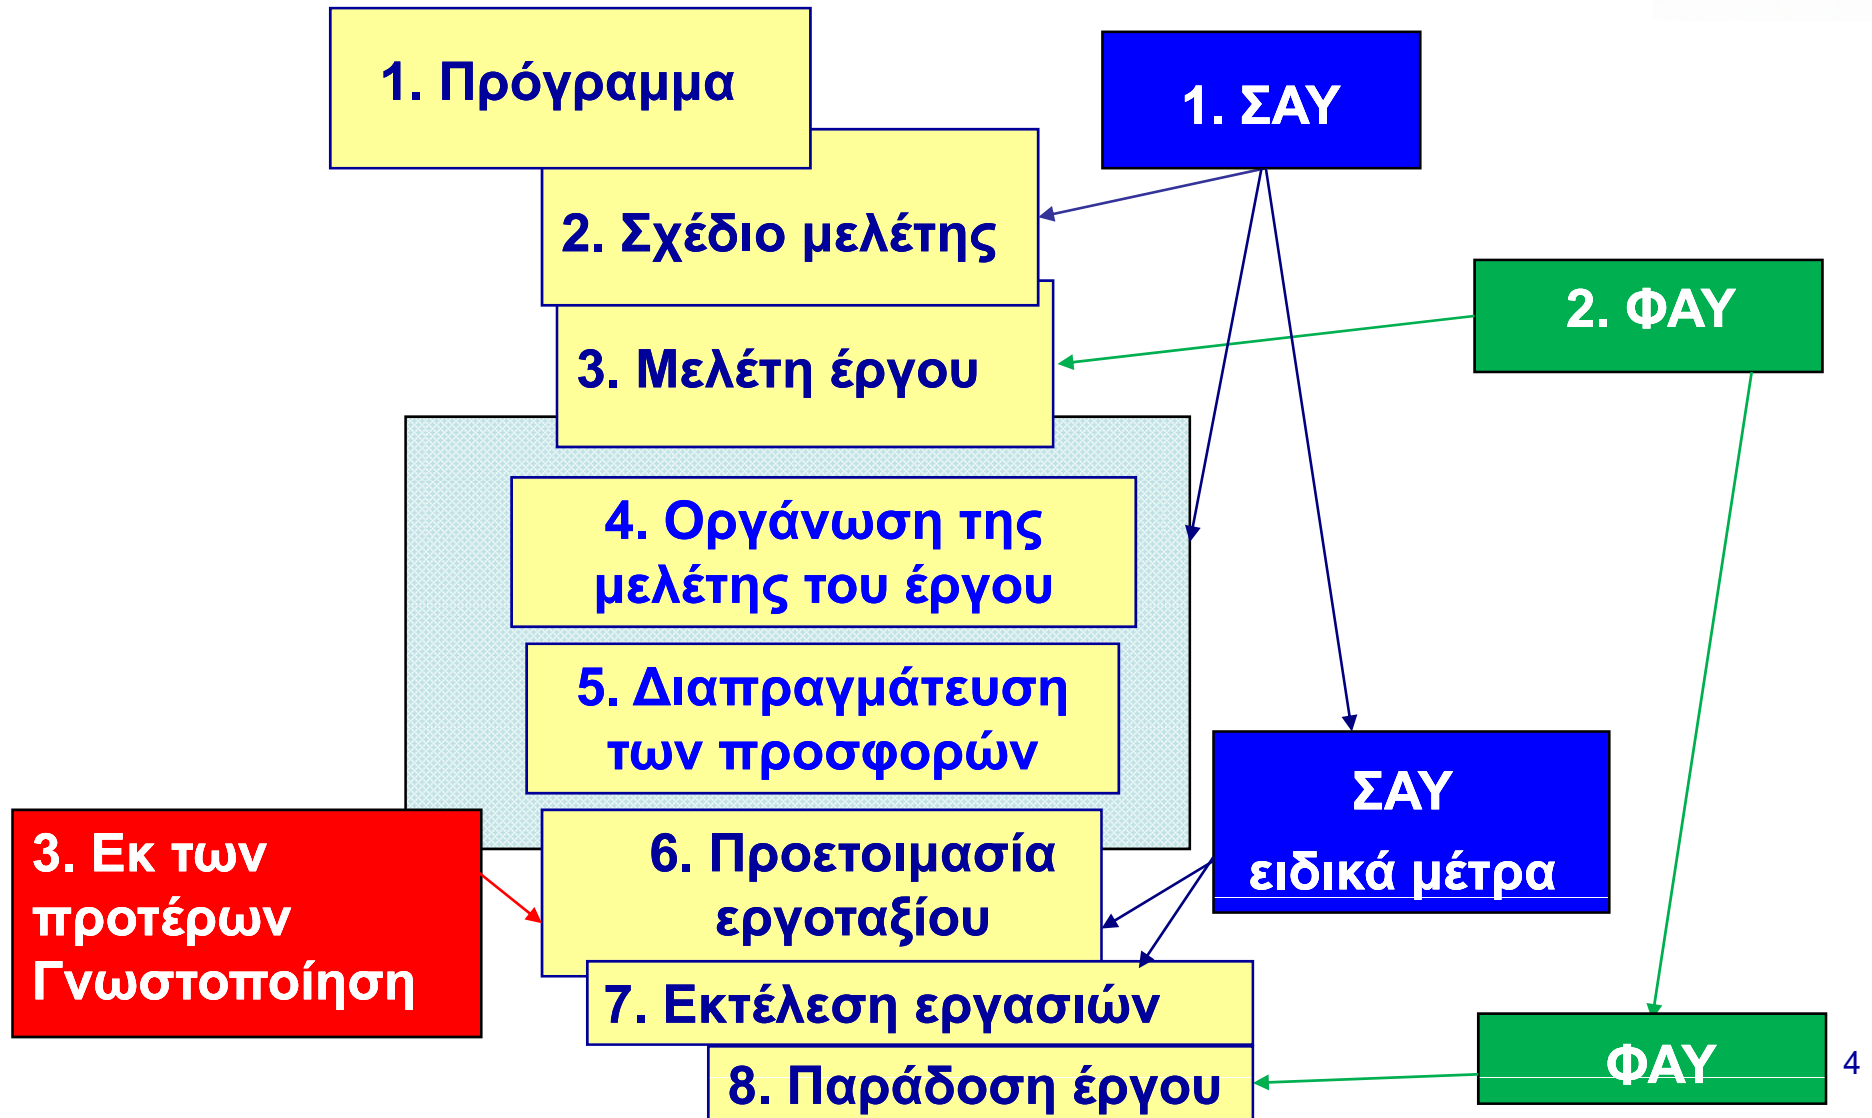 1. Πρόγραμμα
1. ΣΑΥ
2. Σχέδιο μελέτης
2. ΦΑΥ
3. Μελέτη έργου
4. Οργάνωση της
μελέτης του έργου
5. Διαπραγμάτευση
των προσφορών
ΣΑΥ
ειδικά μέτρα
3. Εκ των
προτέρων
Γνωστοποίηση
6. Προετοιμασία
εργοταξίου
7. Εκτέλεση εργασιών
8. Παράδοση έργου
ΦΑΥ
4